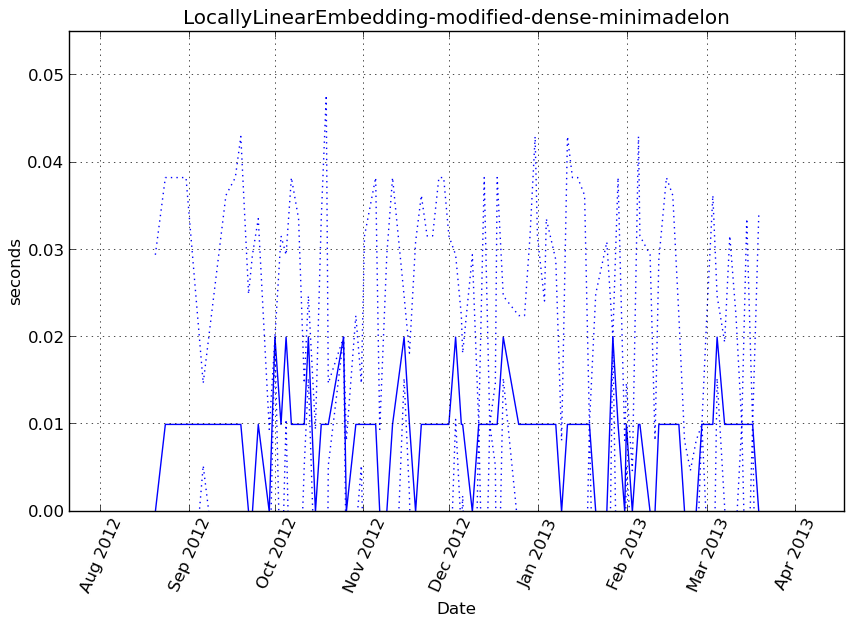 LocallyLinearEmbedding-modified-dense-minimadelon
0.05
0.04
0.03
0.02
0.01
0.00
seconds
Aug 2012
Sep 2012
Oct 2012
Nov 2012
Dec 2012
Jan 2013
Feb 2013
Mar 2013
Apr 2013
Date